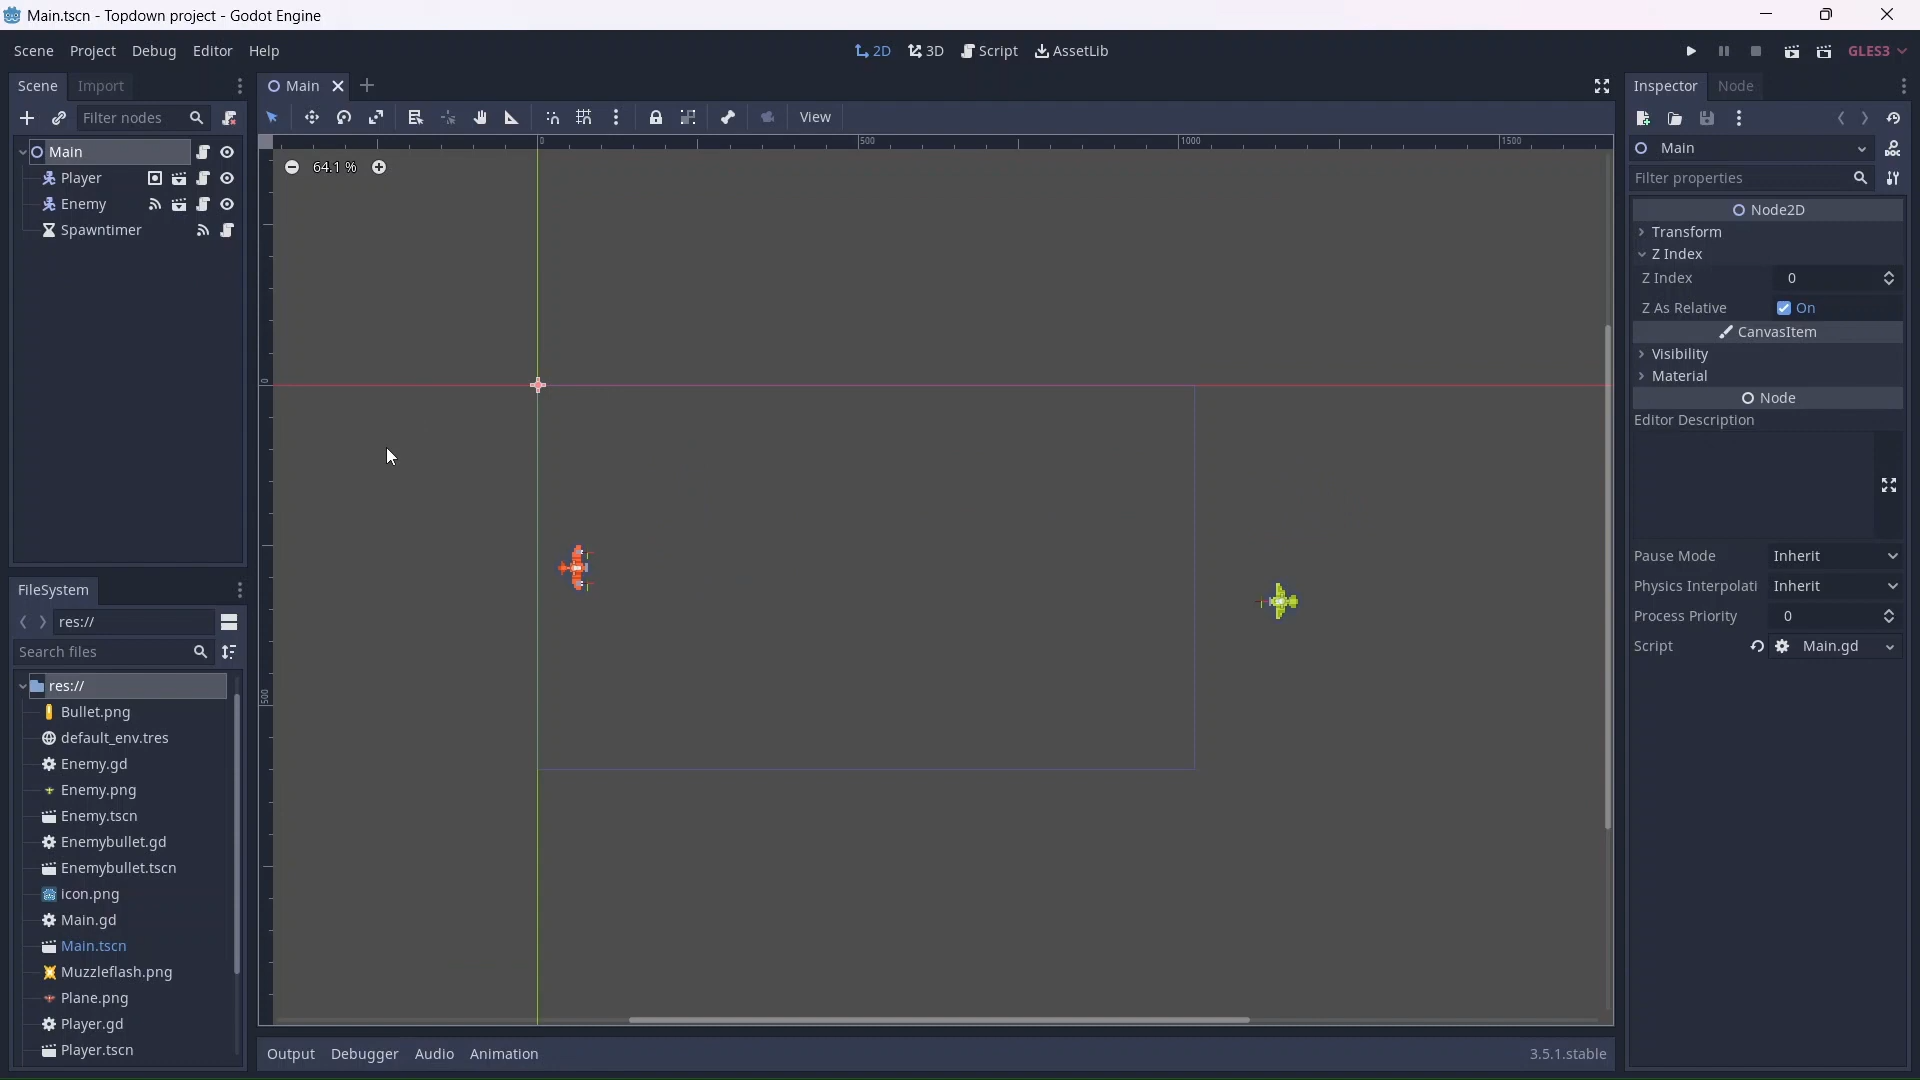 Main.tscn - Topdown project - Godot Engine
Scene Project Debug Editor Help
2D 3D Script AssetLib
GLES3
Scene Import
Filter nodes
Main
Player
Enemy
Spawntimer
FileSystem
res://
Search files
res://
Bullet.png
default_env.tres
Enemy.gd
Enemy.png
Enemy.tscn
Enemybullet.gd
Enemybullet.tscn
icon.png
Main.gd
Main.tscn
Muzzleflash.png
Plane.png
Player.gd
Player.tscn
Main
View
0 500 1000 1500
64.1 %
0
500
Output Debugger Audio Animation
3.5.1.stable
Inspector Node
Main
Filter properties
Node2D
Transform
Z Index
Z Index 0
Z As Relative On
CanvasItem
Visibility
Material
Node
Editor Description
Pause Mode Inherit
Physics Interpolati Inherit
Process Priority 0
Script Main.gd